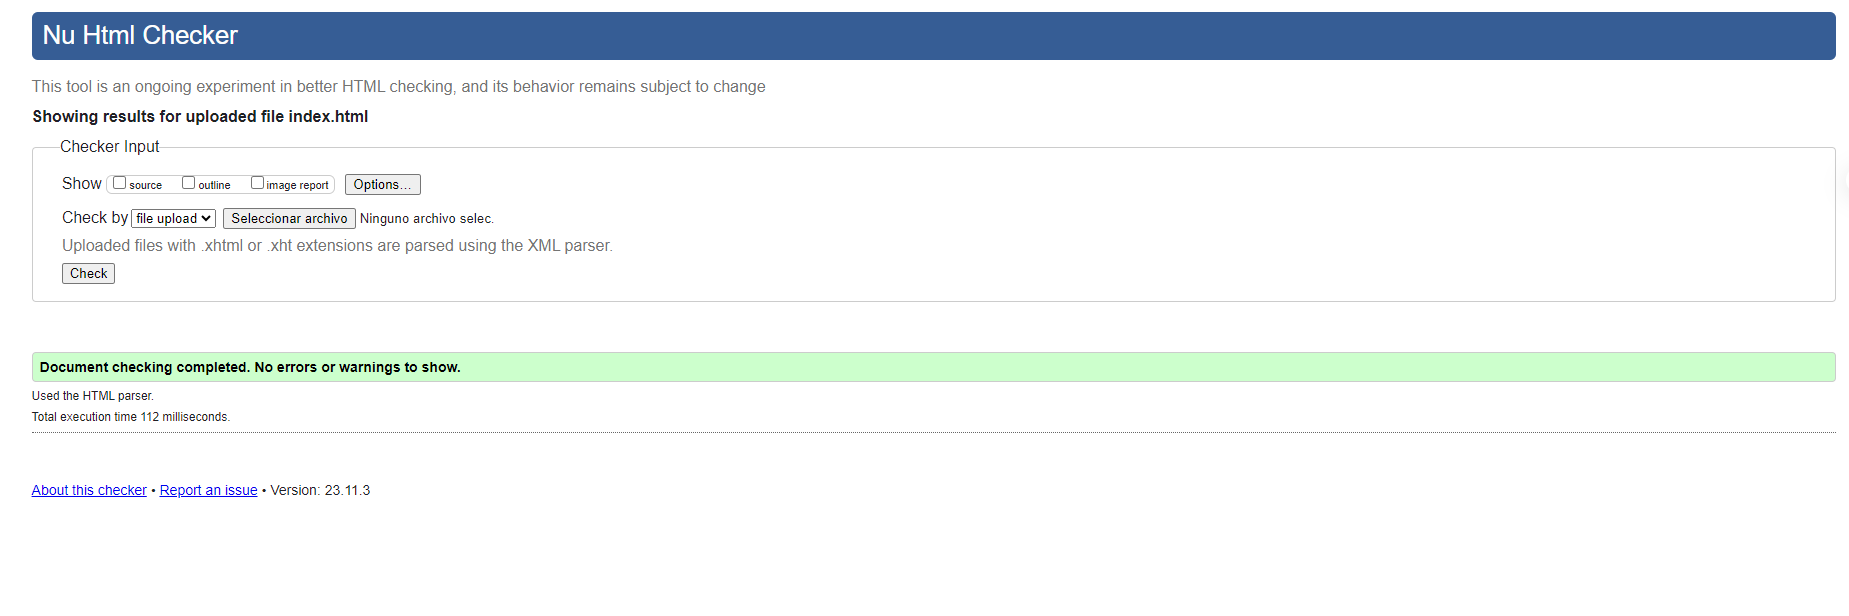 Nu Html Checker
This tool is an ongoing experiment in better HTML checking, and its behavior remains subject to change
Showing results for uploaded file index.html
Checker Input
Show source outline image report Options...
Check by file upload Seleccionar archivo Ninguno archivo selec.
Uploaded files with .xhtml or .xht extensions are parsed using the XML parser.
Check
Document checking completed. No errors or warnings to show.
Used the HTML parser.
Total execution time 112 milliseconds.
About this checker • Report an issue • Version: 23.11.3